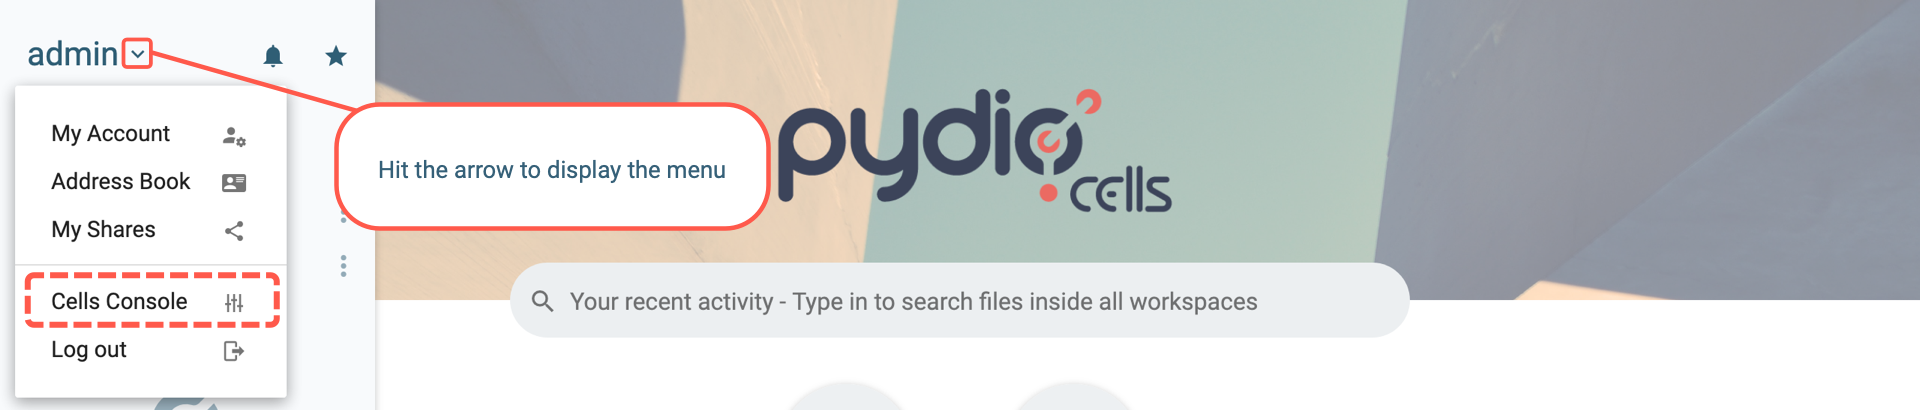 admin
My Account
Address Book
My Shares
Cells Console
Log out
Hit the arrow to display the menu
pydio
cells
Your recent activity - Type in to search files inside all workspaces